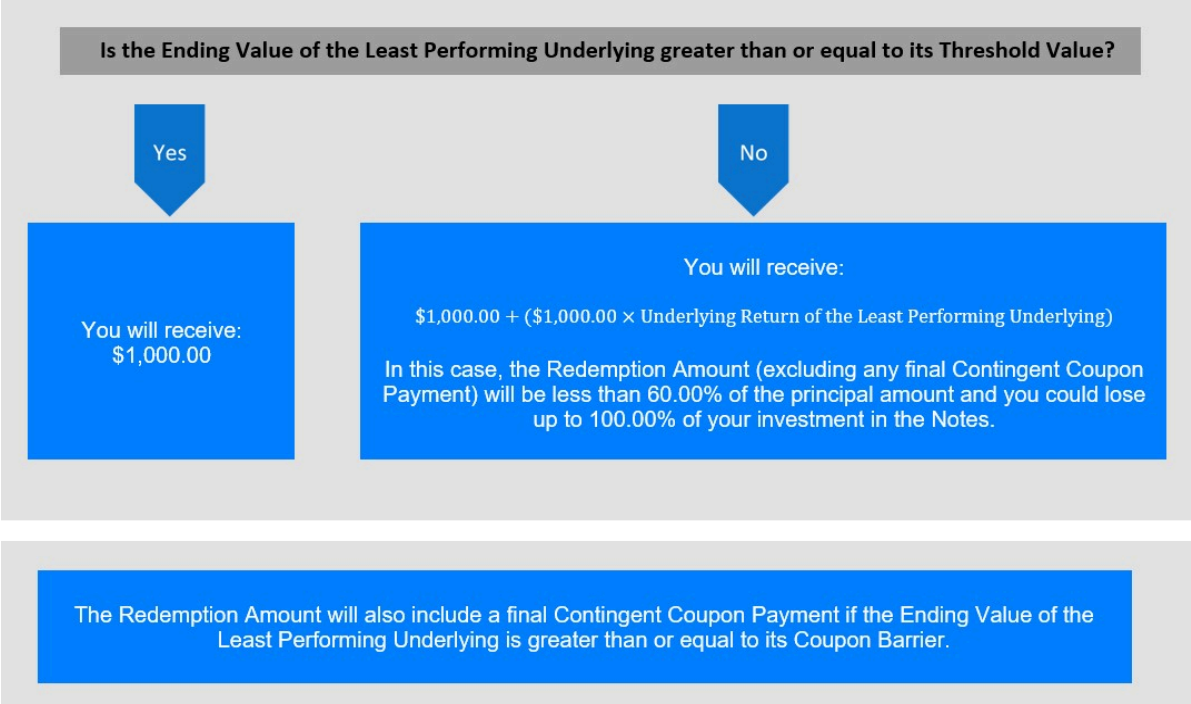 Is the Ending Value of the Least Performing Underlying greater than or equal to its Threshold Value?
Yes
No
You will receive:
$1,000.00
You will receive:
$1,000.00 + ($1,000.00 × Underlying Return of the Least Performing Underlying)
In this case, the Redemption Amount (excluding any final Contingent Coupon
Payment) will be less than 60.00% of the principal amount and you could lose
up to 100.00% of your investment in the Notes.
The Redemption Amount will also include a final Contingent Coupon Payment if the Ending Value of the
Least Performing Underlying is greater than or equal to its Coupon Barrier.